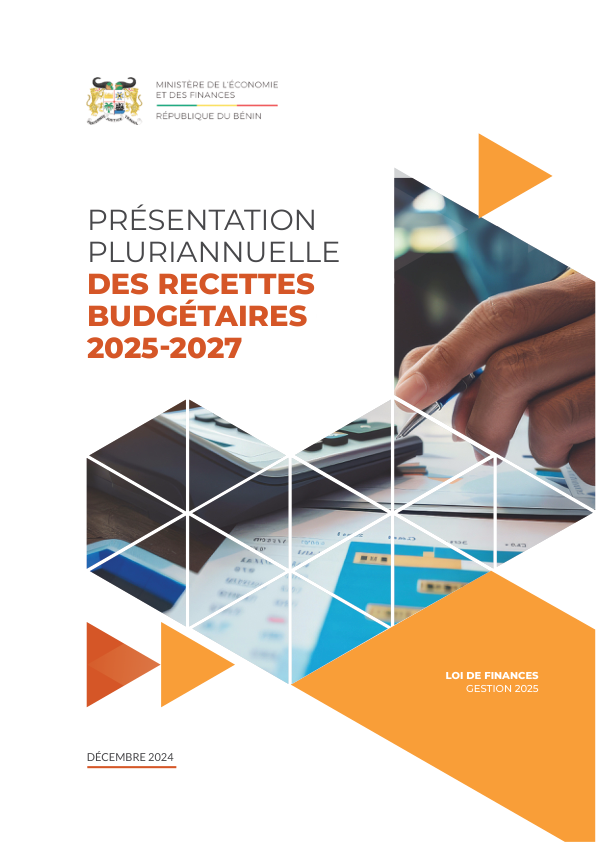 MINISTÈRE DE L'ÉCONOMIE
ET DES FINANCES
RÉPUBLIQUE DU BÉNIN
PRÉSENTATION
PLURIANNUELLE
DES RECETTES
BUDGÉTAIRES
2025-2027
LOI DE FINANCES
GESTION 2025
DÉCEMBRE 2024